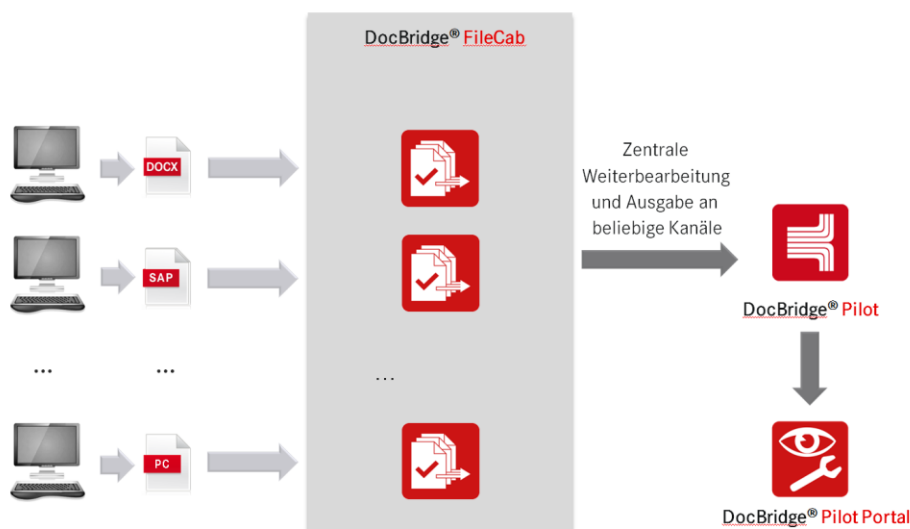 DocBridge® FileCab
DOCX
Zentrale
Weiterbearbeitung
und Ausgabe an
beliebige Kanäle
SAP
DocBridge® Pilot
...
...
...
PC
DocBridge® Pilot Portal